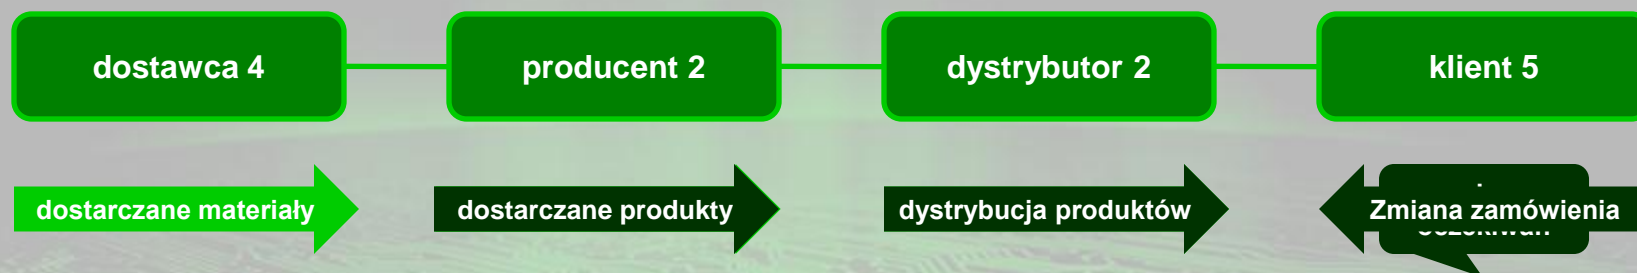 dostawca 4
producent 2
dystrybutor 2
klient 5
dostarczane materiały
dostarczane produkty
dystrybucja produktów
Zmiana zamówienia